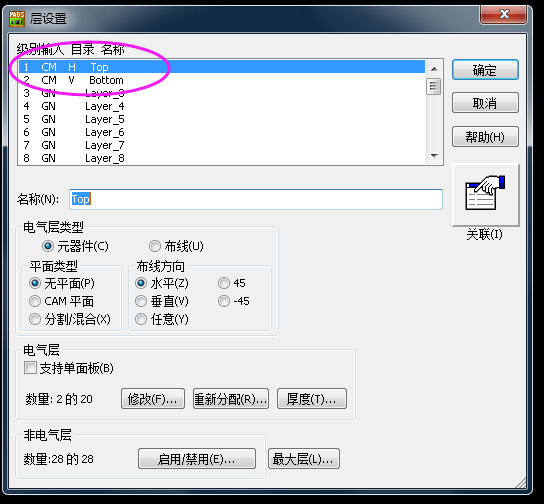 PADS 层设置
级别输入 目录 名称
1 CM H Top
2 CM V Bottom
3 GN Layer_3
4 GN Layer_4
5 GN Layer_5
6 GN Layer_6
7 GN Layer_7
8 GN Layer_8
确定
取消
帮助(H)
关联(I)
名称(N): Top
电气层类型
元器件(C) 布线(U)
平面类型 布线方向
无平面(P) 水平(Z) 45
CAM 平面 垂直(V) -45
分割/混合(X) 任意(Y)
电气层
支持单面板(B)
数量: 2 的 20 修改(F)... 重新分配(R)... 厚度(T)...
非电气层
数量:28 的 28 启用/禁用(E)... 最大层(L)...